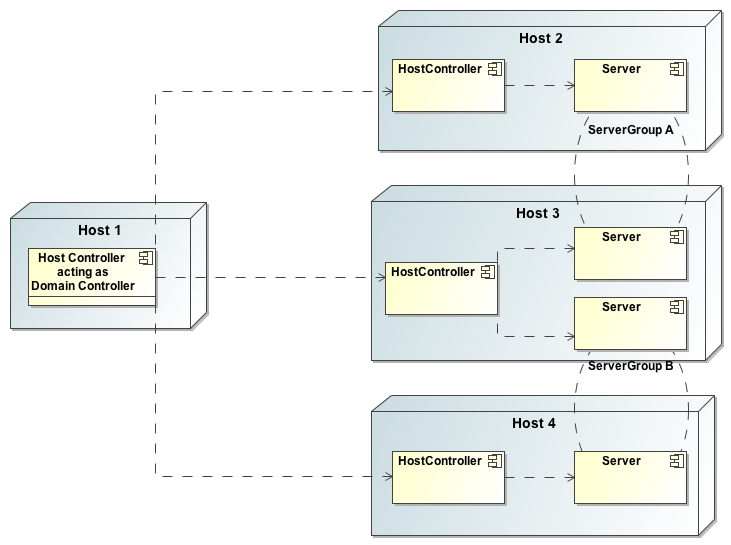 Host 2
HostController
Server
ServerGroup A
Host 1
Host Controller
acting as
Domain Controller
Host 3
Server
HostController
Server
ServerGroup B
Host 4
HostController
Server